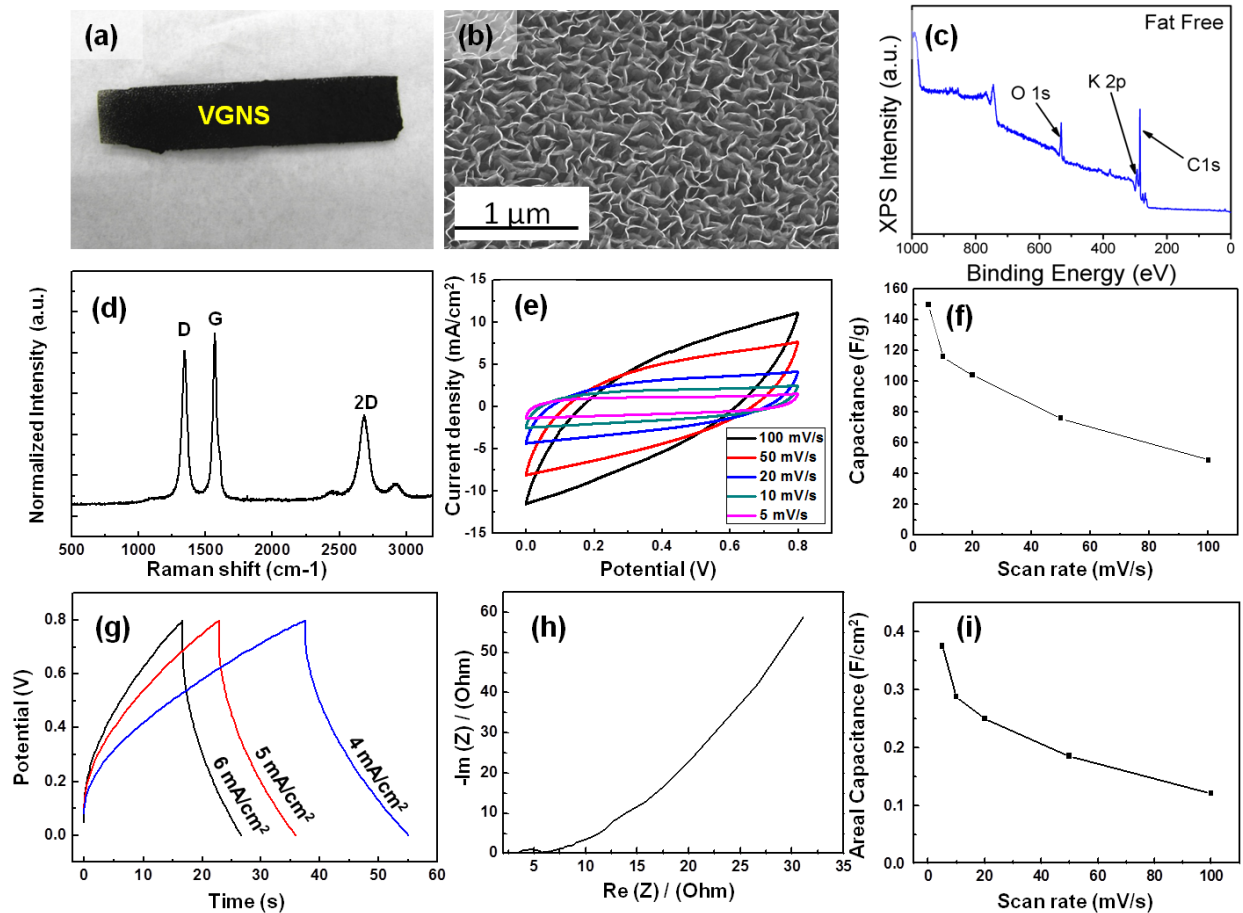 (a)
VGNS
(b)
1 μm
(c)
Fat Free
O 1s
K 2p
C1s
XPS Intensity (a.u.)
1000 800 600 400 200 0
Binding Energy (eV)
(d)
D
G
2D
Normalized Intensity (a.u.)
500 1000 1500 2000 2500 3000
Raman shift (cm-1)
(e)
Current density (mA/cm2)
15
10
5
0
-5
-10
-15
100 mV/s
50 mV/s
20 mV/s
10 mV/s
5 mV/s
0.0 0.2 0.4 0.6 0.8
Potential (V)
(f)
Capacitance (F/g)
160
140
120
100
80
60
40
20
0
0 20 40 60 80 100
Scan rate (mV/s)
(g)
Potential (V)
0.8
0.6
0.4
0.2
0.0
6 mA/cm2
5 mA/cm2
4 mA/cm2
0 10 20 30 40 50 60
Time (s)
(h)
-Im (Z) / (Ohm)
60
50
40
30
20
10
0
5 10 15 20 25 30 35
Re (Z) / (Ohm)
(i)
Areal Capacitance (F/cm2)
0.4
0.3
0.2
0.1
0.0
0 20 40 60 80 100
Scan rate (mV/s)